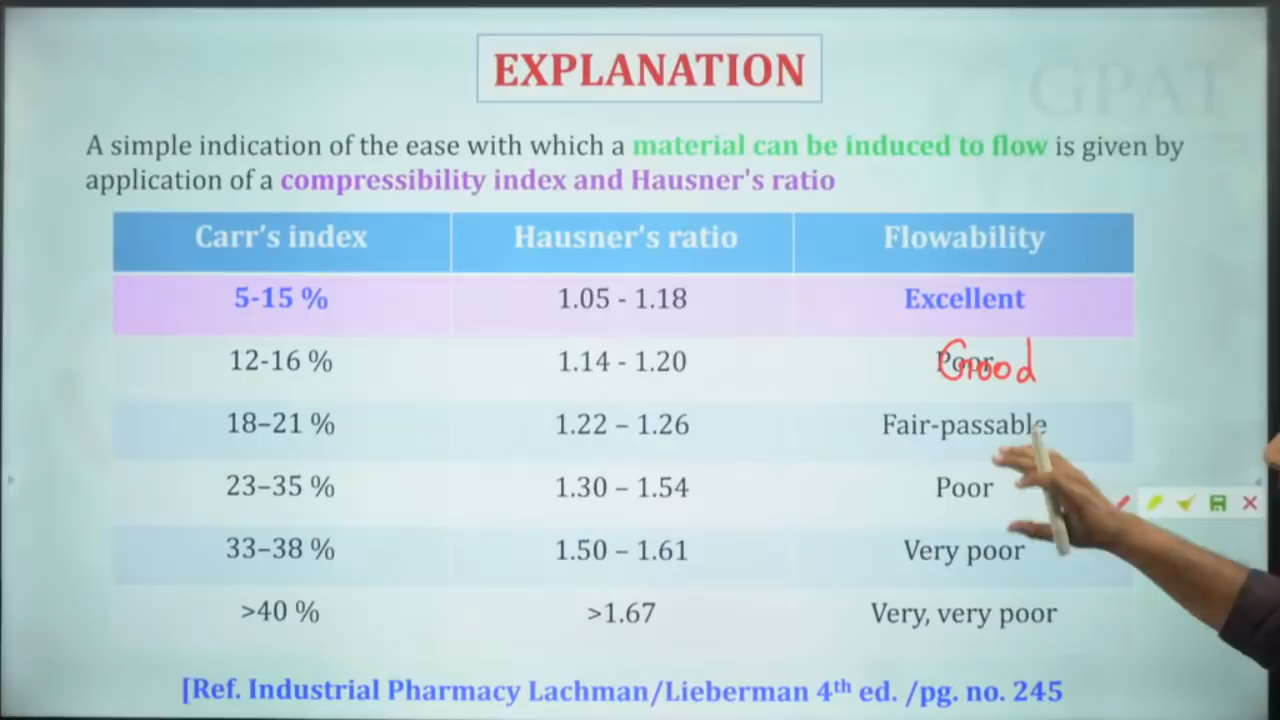 GPAT
EXPLANATION
A simple indication of the ease with which a material can be induced to flow is given by
application of a compressibility index and Hausner's ratio
Carr's index Hausner's ratio Flowability
5-15 % 1.05 - 1.18 Excellent
12-16 % 1.14 - 1.20 Poor Good
18–21 % 1.22 – 1.26 Fair-passable
23–35 % 1.30 – 1.54 Poor
33–38 % 1.50 – 1.61 Very poor
>40 % >1.67 Very, very poor
[Ref. Industrial Pharmacy Lachman/Lieberman 4th ed. /pg. no. 245